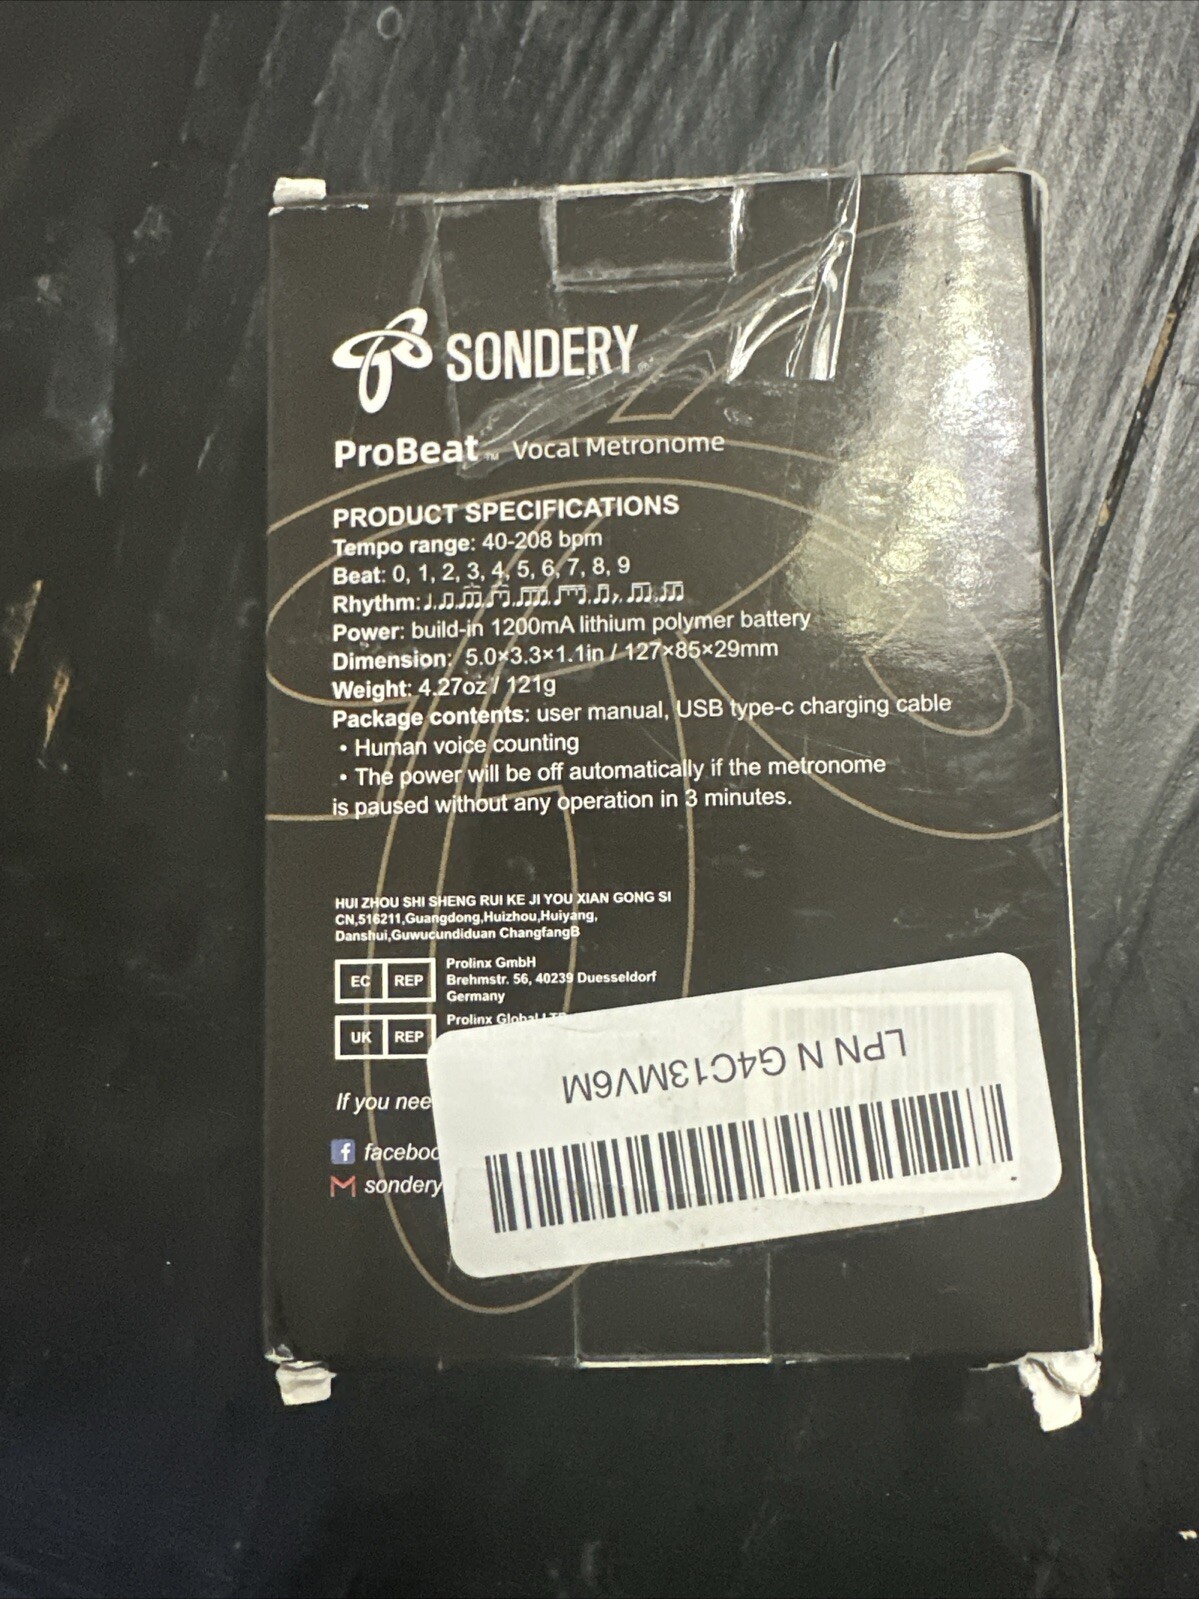 SONDERY
ProBeat™ Vocal Metronome
PRODUCT SPECIFICATIONS
Tempo range: 40-208 bpm
Beat: 0, 1, 2, 3, 4, 5, 6, 7, 8, 9
Rhythm:
Power: build-in 1200mA lithium polymer battery
Dimension: 5.0×3.3×1.1in / 127×85×29mm
Weight: 4.27oz / 121g
Package contents: user manual, USB type-c charging cable
• Human voice counting
• The power will be off automatically if the metronome
is paused without any operation in 3 minutes.
HUI ZHOU SHI SHENG RUI KE JI YOU XIAN GONG SI
CN,516211,Guangdong,Huizhou,Huiyang,
Danshui,Guwucundiduan ChangfangB
EC REP
Prolinx GmbH
Brehmstr. 56, 40239 Duesseldorf
Germany
UK REP
Prolinx Global
If you nee
faceboo
sondery
LPN N G4C13MV6M